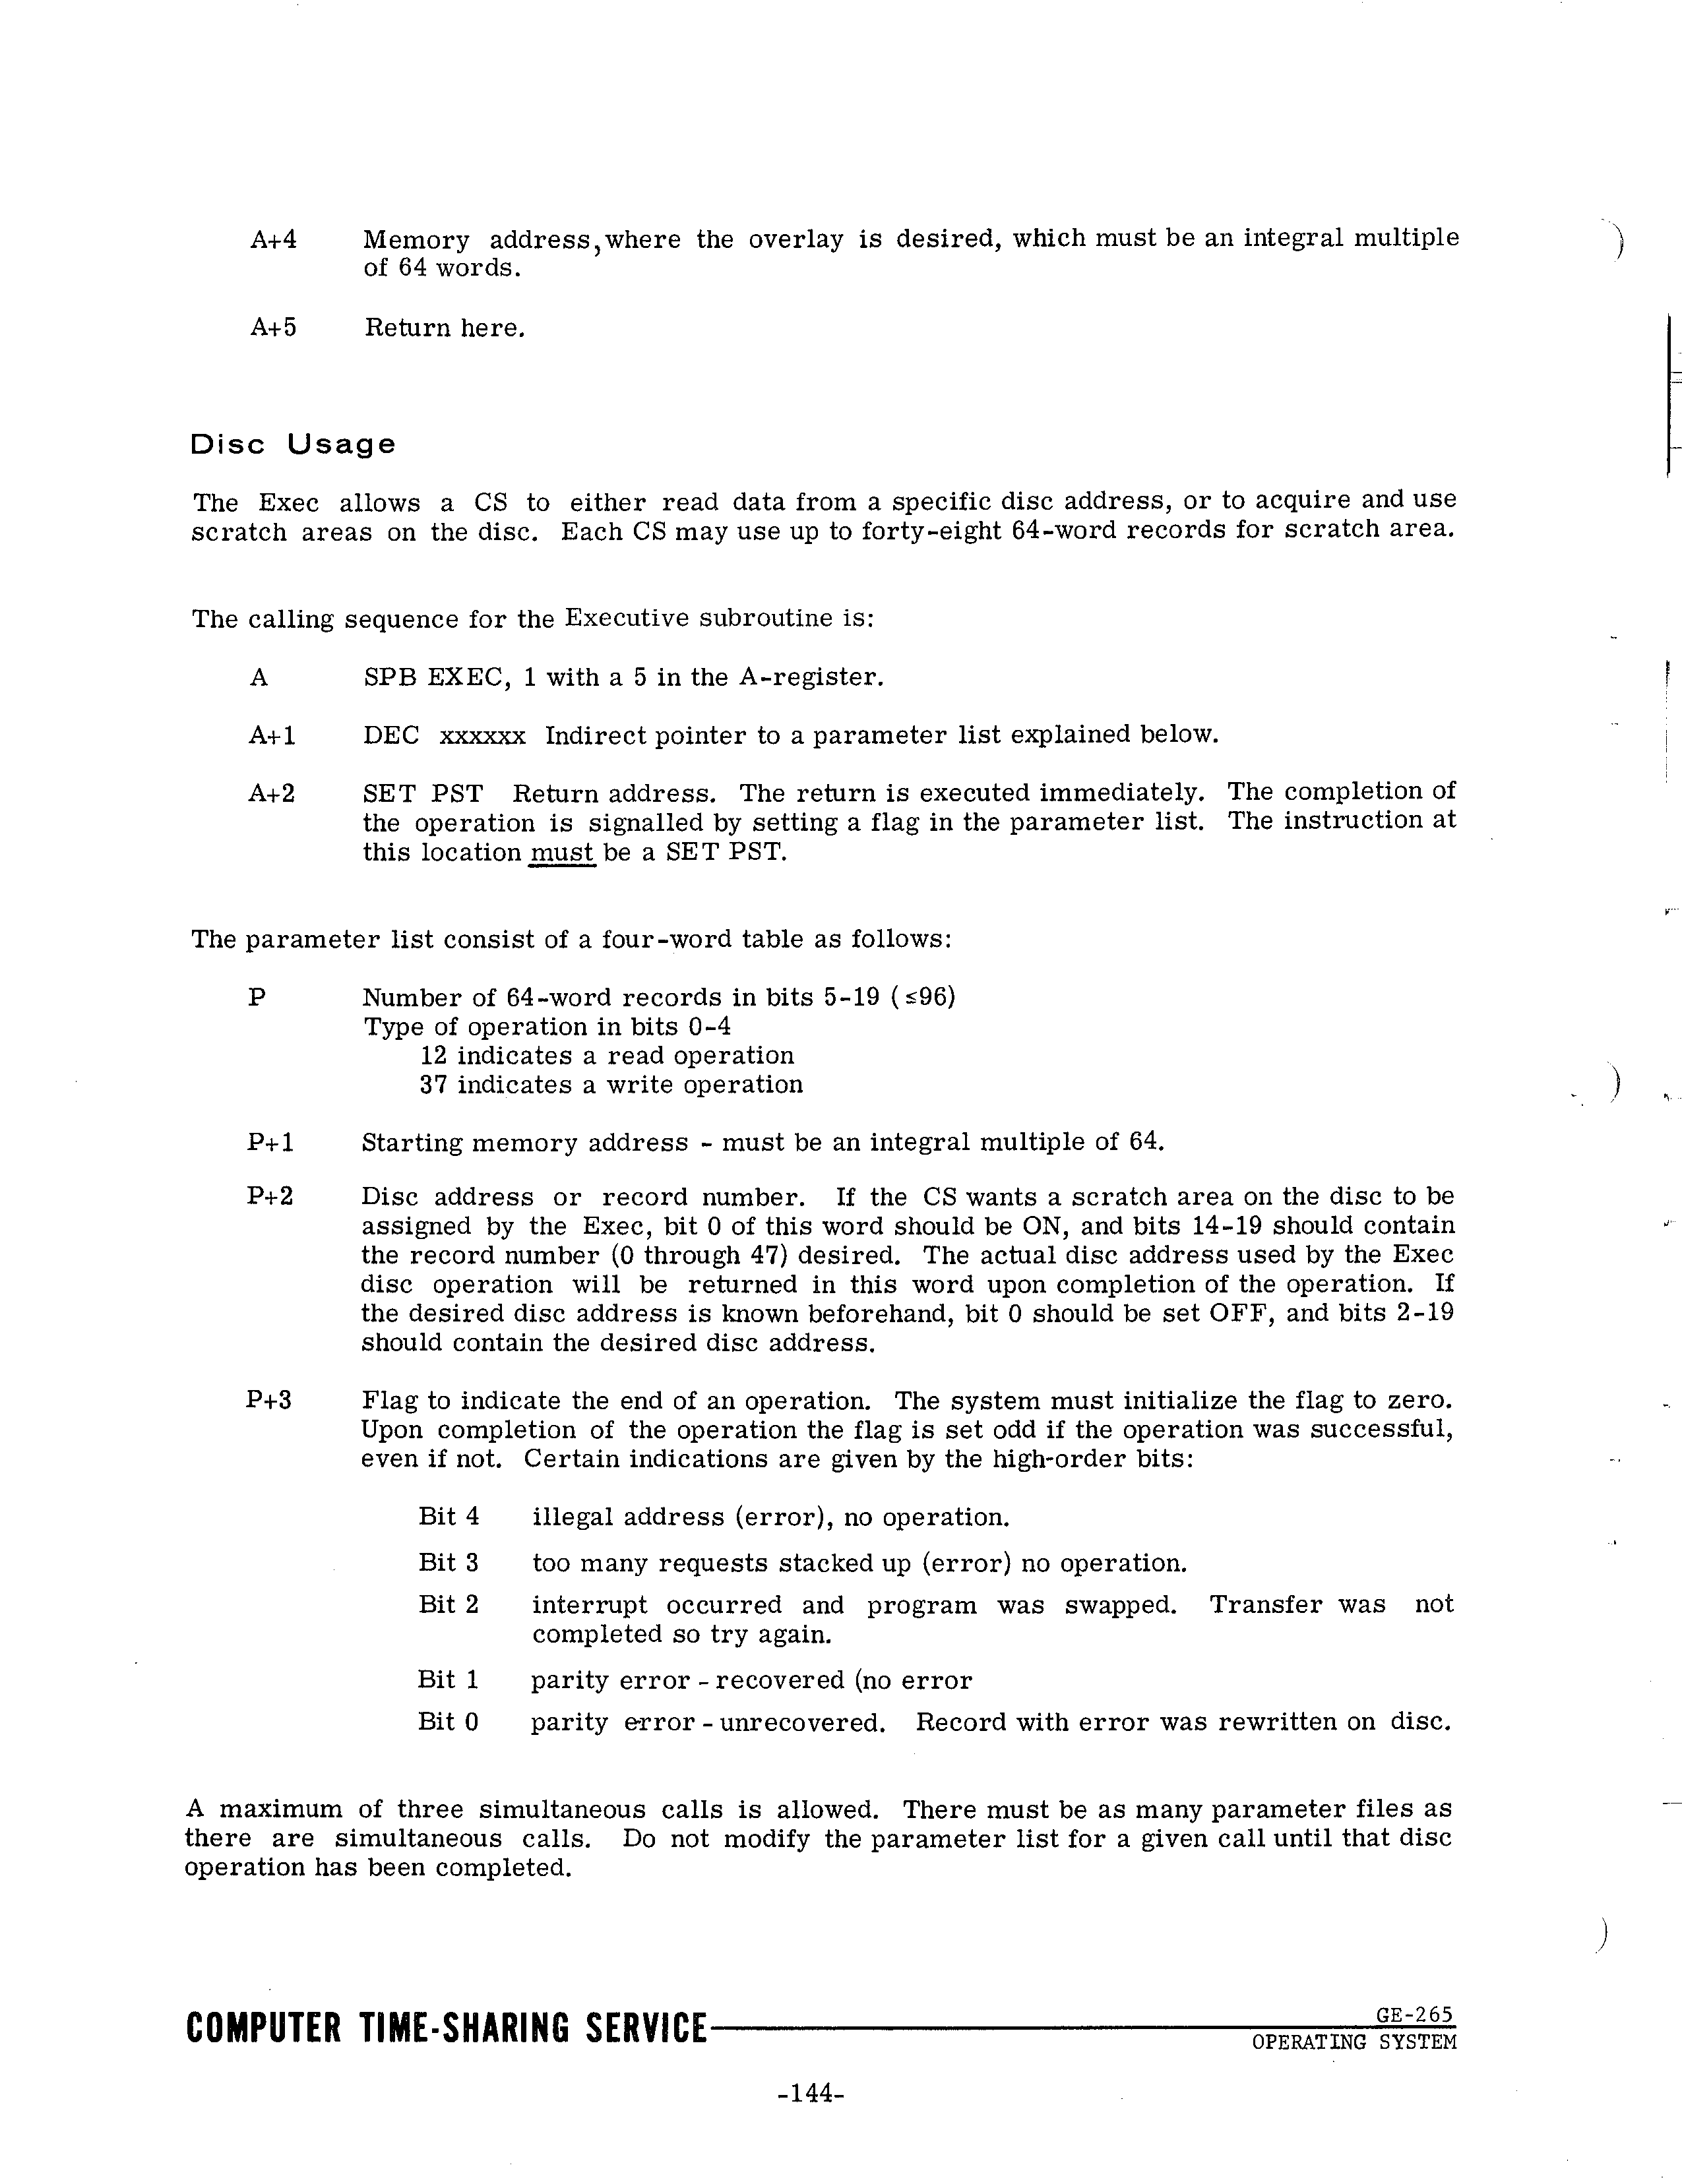 A+4 Memory address, where the overlay is desired, which must be an integral multiple
of 64 words.
A+5 Return here.
Disc Usage
The Exec allows a CS to either read data from a specific disc address, or to acquire and use
scratch areas on the disc. Each CS may use up to forty-eight 64-word records for scratch area.
The calling sequence for the Executive subroutine is:
A SPB EXEC, 1 with a 5 in the A-register.
A+1 DEC xxxxxx Indirect pointer to a parameter list explained below.
A+2 SET PST Return address. The return is executed immediately. The completion of
the operation is signalled by setting a flag in the parameter list. The instruction at
this location must be a SET PST.
The parameter list consist of a four-word table as follows:
P Number of 64-word records in bits 5-19 (≤96)
Type of operation in bits 0-4
12 indicates a read operation
37 indicates a write operation
P+1 Starting memory address - must be an integral multiple of 64.
P+2 Disc address or record number. If the CS wants a scratch area on the disc to be
assigned by the Exec, bit 0 of this word should be ON, and bits 14-19 should contain
the record number (0 through 47) desired. The actual disc address used by the Exec
disc operation will be returned in this word upon completion of the operation. If
the desired disc address is known beforehand, bit 0 should be set OFF, and bits 2-19
should contain the desired disc address.
P+3 Flag to indicate the end of an operation. The system must initialize the flag to zero.
Upon completion of the operation the flag is set odd if the operation was successful,
even if not. Certain indications are given by the high-order bits:
Bit 4 illegal address (error), no operation.
Bit 3 too many requests stacked up (error) no operation.
Bit 2 interrupt occurred and program was swapped. Transfer was not
completed so try again.
Bit 1 parity error - recovered (no error
Bit 0 parity error - unrecovered. Record with error was rewritten on disc.
A maximum of three simultaneous calls is allowed. There must be as many parameter files as
there are simultaneous calls. Do not modify the parameter list for a given call until that disc
operation has been completed.
COMPUTER TIME-SHARING SERVICE GE-265
OPERATING SYSTEM
-144-